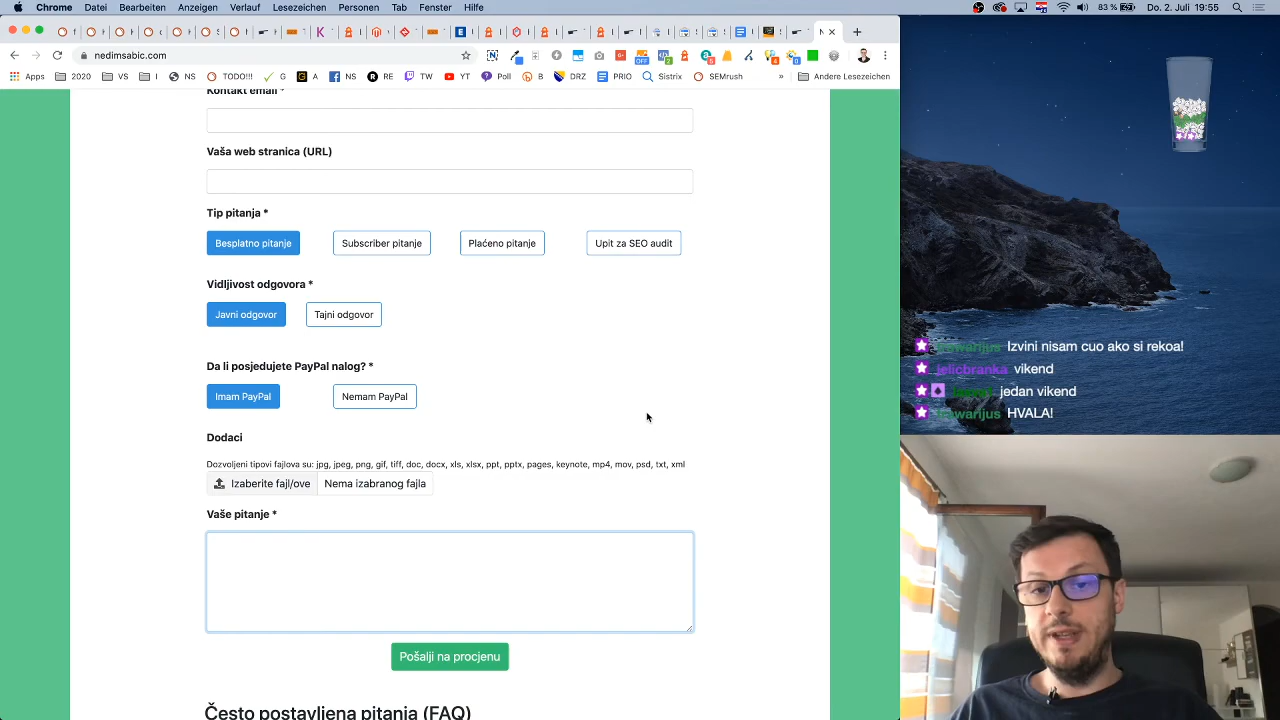 Chrome Datei Bearbeiten Anzeigen Verlauf Lesezeichen Personen Tab Fenster Hilfe
83 % Do. 2. Juli 19:55
nedimsabic.com
Apps 2020 VS I NS TODO!!! G A NS RE TW YT Poll B DRZ PRIO Sistrix SEmrush » Andere Lesezeichen
Kontakt email *
Vaša web stranica (URL)
Tip pitanja *
Besplatno pitanje Subscriber pitanje Plaćeno pitanje Upit za SEO audit
Vidljivost odgovora *
Javni odgovor Tajni odgovor
Da li posjedujete PayPal nalog? *
Imam PayPal Nemam PayPal
Dodaci
Dozvoljeni tipovi fajlova su: jpg, jpeg, png, gif, tiff, doc, docx, xls, xlsx, ppt, pptx, pages, keynote, mp4, mov, psd, txt, xml
Izaberite fajl/ove Nema izabranog fajla
Vaše pitanje *
Pošalji na procjenu
Često postavljena pitanja (FAQ)
Izvini nisam cuo ako si rekoa!
jelicbranka vikend
jedan vikend
HVALA!